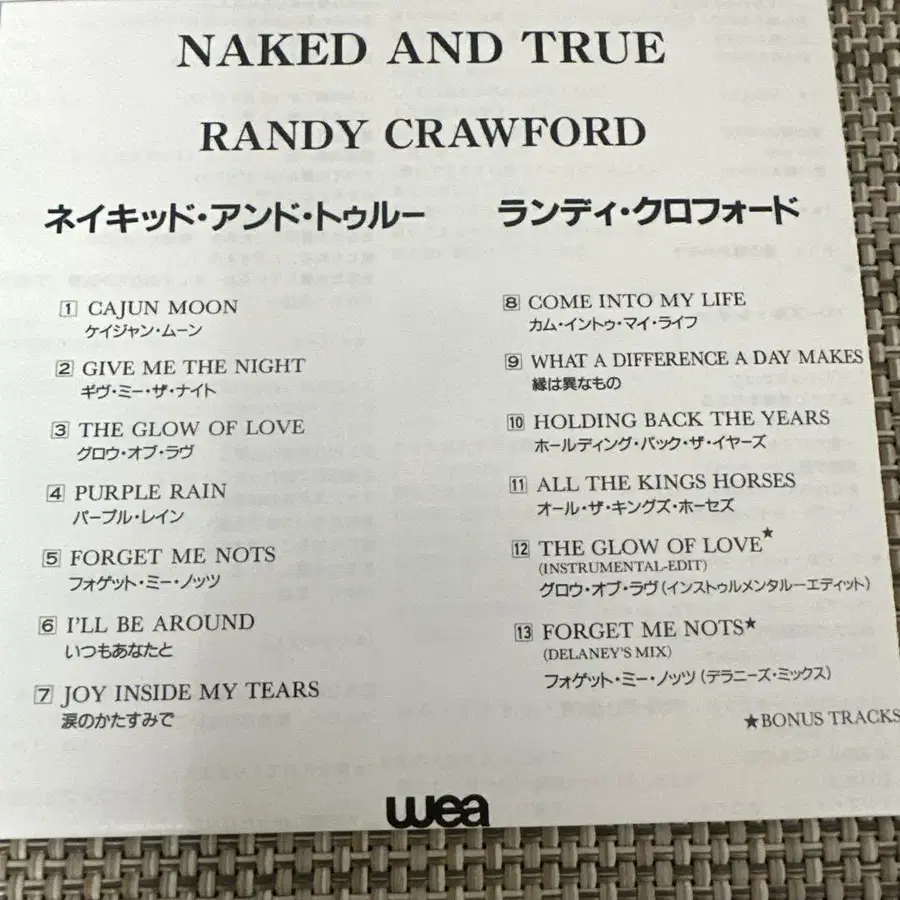 NAKED AND TRUE
RANDY CRAWFORD
ネイキッド・アンド・トゥルー
ランディ・クロフォード
1 CAJUN MOON
ケイジャン・ムーン
2 GIVE ME THE NIGHT
ギヴ・ミー・ザ・ナイト
3 THE GLOW OF LOVE
グロウ・オブ・ラヴ
4 PURPLE RAIN
パープル・レイン
5 FORGET ME NOTS
フォゲット・ミー・ノッツ
6 I'LL BE AROUND
いつもあなたと
7 JOY INSIDE MY TEARS
涙のかたすみで
8 COME INTO MY LIFE
カム・イントゥ・マイ・ライフ
9 WHAT A DIFFERENCE A DAY MAKES
縁は異なもの
10 HOLDING BACK THE YEARS
ホールディング・バック・ザ・イヤーズ
11 ALL THE KINGS HORSES
オール・ザ・キングズ・ホーセズ
12 THE GLOW OF LOVE★
(INSTRUMENTAL-EDIT)
グロウ・オブ・ラヴ(インストゥルメンタルーエディット)
13 FORGET ME NOTS★
(DELANEY'S MIX)
フォゲット・ミー・ノッツ(デラニーズ・ミックス)
★BONUS TRACKS
wea